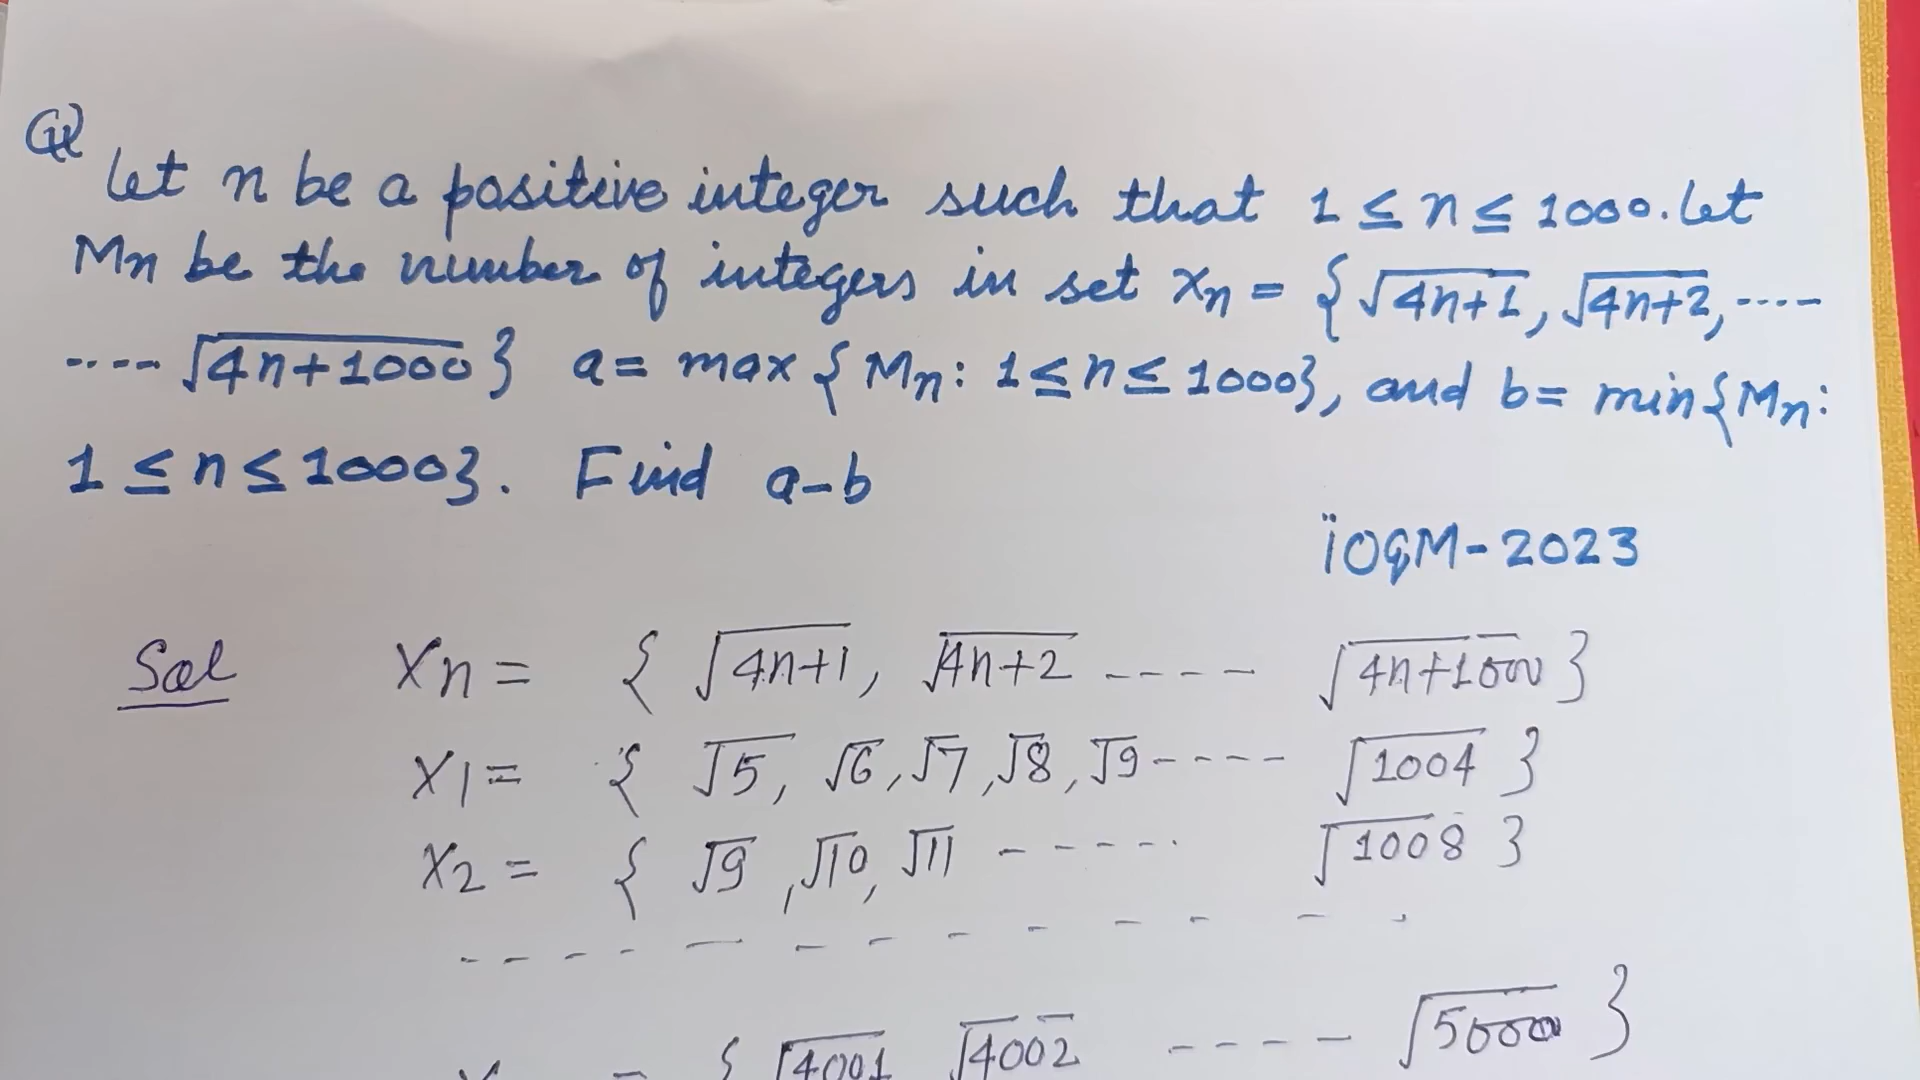 Q
Let n be a positive integer such that 1 ≤ n ≤ 1000. Let
Mn be the number of integers in set Xn = { √4n+1, √4n+2, ----
---- √4n+1000 } a = max { Mn : 1 ≤ n ≤ 1000}, and b = min { Mn :
1 ≤ n ≤ 1000}. Find a-b
IOQM-2023
Sol Xn = { √4n+1, √4n+2 ---- √4n+1000 }
X1 = { √5, √6, √7, √8, √9 ---- √1004 }
X2 = { √9, √10, √11 ----- √1008 }
= { √4001 √4002 ---- √5000 }